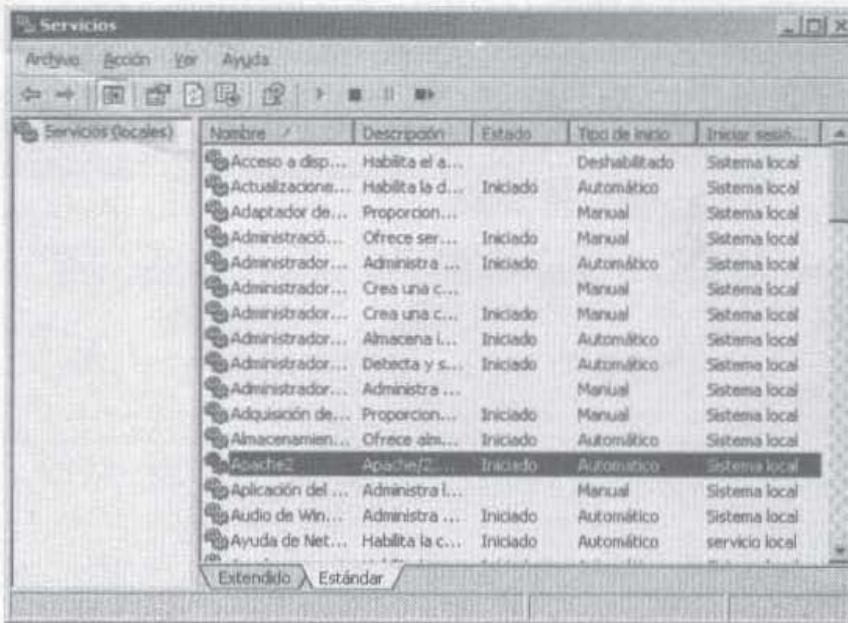 Servicios
Archivo Acción Ver Ayuda
Servicios (locales)
Nombre Descripción Estado Tipo de inicio Iniciar sesió...
Acceso a disp... Habilita el a... Deshabilitado Sistema local
Actualizacione... Habilita la d... Iniciado Automático Sistema local
Adaptador de... Proporcion... Manual Sistema local
Administració... Ofrece ser... Iniciado Manual Sistema local
Administrador... Administra ... Iniciado Automático Sistema local
Administrador... Crea una c... Manual Sistema local
Administrador... Crea una c... Iniciado Manual Sistema local
Administrador... Almacena i... Iniciado Automático Sistema local
Administrador... Detecta y s... Iniciado Automático Sistema local
Administrador... Administra ... Manual Sistema local
Adquisición de... Proporcion... Iniciado Manual Sistema local
Almacenamien... Ofrece alm... Iniciado Automático Sistema local
Apache2 Apache/2.... Iniciado Automático Sistema local
Aplicación del ... Administra l... Manual Sistema local
Audio de Win... Administra ... Iniciado Automático Sistema local
Ayuda de Net... Habilita la c... Iniciado Automático servicio local
Extendido Estándar